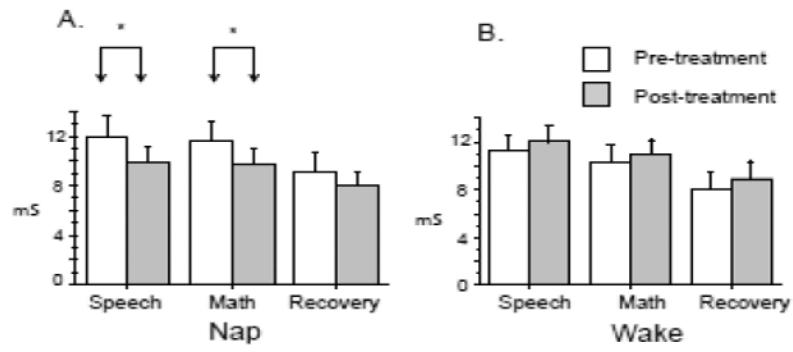 A.
*
*
12
8
mS
4
0
Speech Math Recovery
Nap
B.
Pre-treatment
Post-treatment
12
8
mS
4
0
Speech Math Recovery
Wake